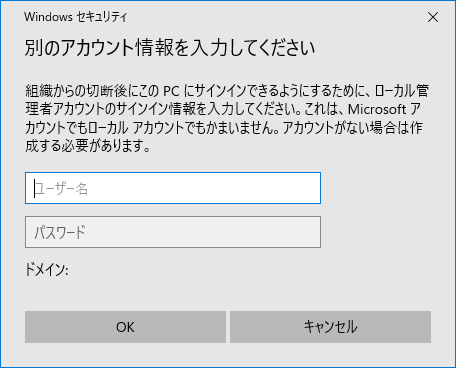 Windows セキュリティ
別のアカウント情報を入力してください
組織からの切断後にこの PC にサインインできるようにするために、ローカル管
理者アカウントのサインイン情報を入力してください。これは、Microsoft ア
カウントでもローカル アカウントでもかまいません。アカウントがない場合は作
成する必要があります。
ユーザー名
パスワード
ドメイン:
OK
キャンセル